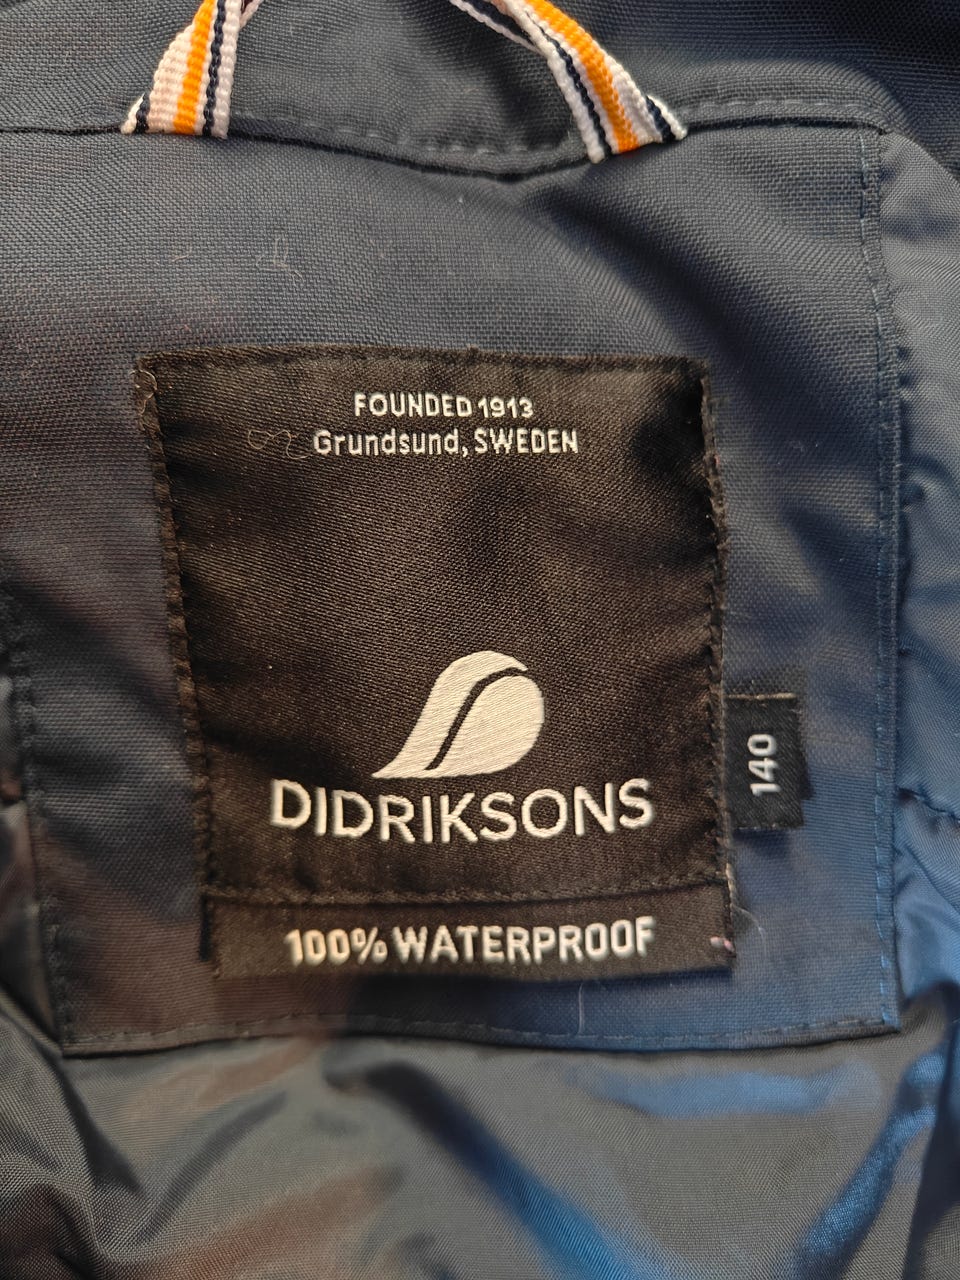 FOUNDED 1913
Grundsund, SWEDEN
DIDRIKSONS
100% WATERPROOF
140